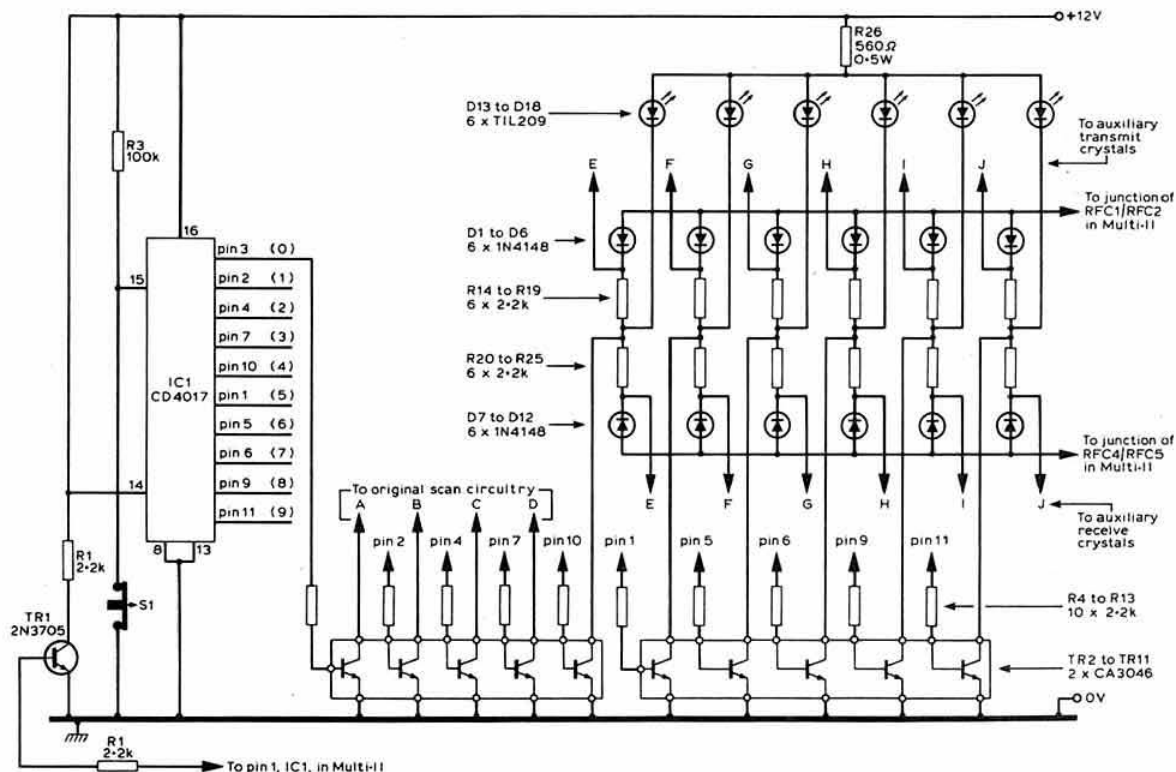 +12V
R26
560Ω
0·5W
D13 to D18
6 x TIL209
To auxiliary
transmit
crystals
R3
100k
E
F
G
H
I
J
To junction of
RFC1/RFC2
in Multi-II
D1 to D6
6 x 1N4148
16
pin 3 (0)
15
pin 2 (1)
R14 to R19
6 x 2·2k
pin 4 (2)
pin 7 (3)
R20 to R25
6 x 2·2k
IC1
CD4017
pin 10 (4)
pin 1 (5)
pin 5 (6)
D7 to D12
6 x 1N4148
pin 6 (7)
To junction of
RFC4/RFC5
in Multi-II
14
pin 9 (8)
pin 11 (9)
To original scan circuitry
A
B
C
D
E
F
G
H
I
J
To auxiliary
receive
crystals
8
13
R1
2·2k
pin 2
pin 4
pin 7
pin 10
pin 1
pin 5
pin 6
pin 9
pin 11
S1
R4 to R13
10 x 2·2k
TR1
2N3705
TR2 to TR11
2 x CA3046
0V
R1
2·2k
To pin 1, IC1, in Multi-II